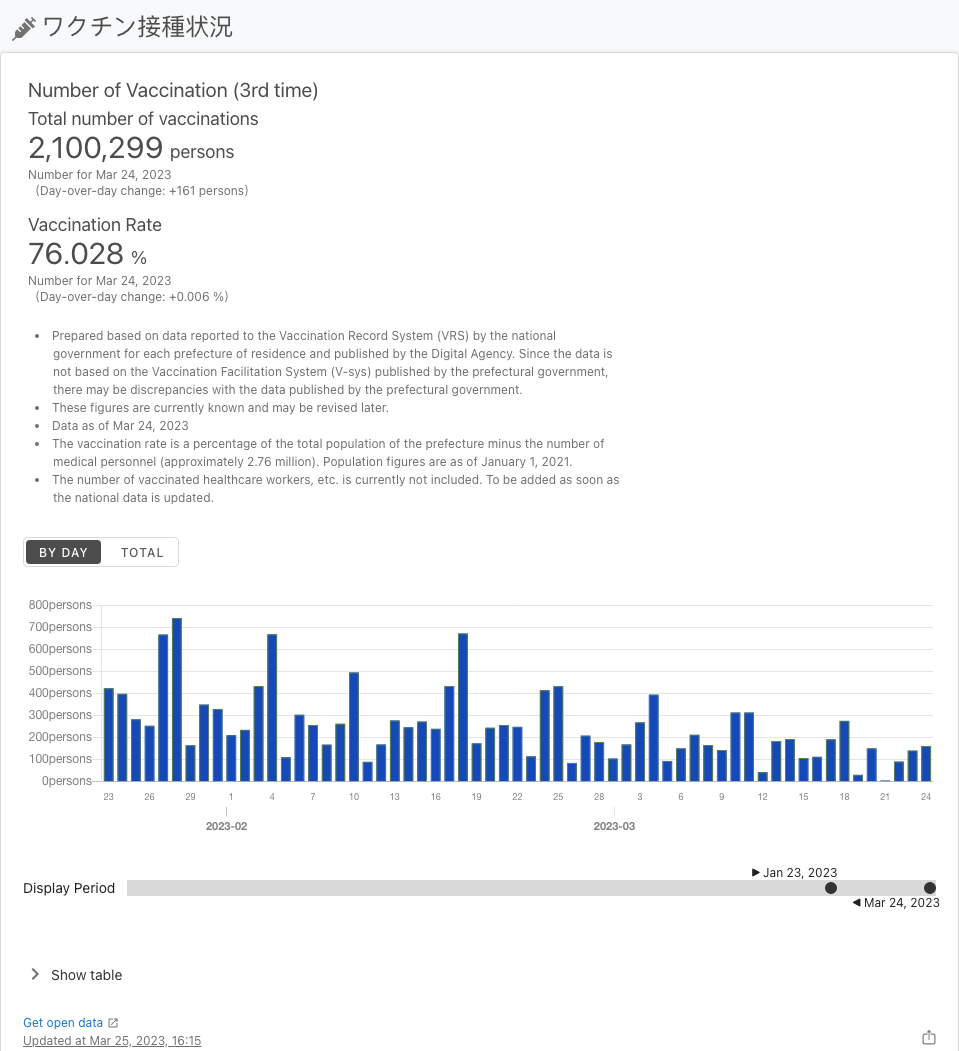 ワクチン接種状況
Number of Vaccination (3rd time)
Total number of vaccinations
2,100,299 persons
Number for Mar 24, 2023
(Day-over-day change: +161 persons)
Vaccination Rate
76.028 %
Number for Mar 24, 2023
(Day-over-day change: +0.006 %)
• Prepared based on data reported to the Vaccination Record System (VRS) by the national
government for each prefecture of residence and published by the Digital Agency. Since the data is
not based on the Vaccination Facilitation System (V-sys) published by the prefectural government,
there may be discrepancies with the data published by the prefectural government.
• These figures are currently known and may be revised later.
• Data as of Mar 24, 2023
• The vaccination rate is a percentage of the total population of the prefecture minus the number of
medical personnel (approximately 2.76 million). Population figures are as of January 1, 2021.
• The number of vaccinated healthcare workers, etc. is currently not included. To be added as soon as
the national data is updated.
BY DAY TOTAL
800persons
700persons
600persons
500persons
400persons
300persons
200persons
100persons
0persons
23 26 29 1 4 7 10 13 16 19 22 25 28 3 6 9 12 15 18 21 24
2023-02 2023-03
Jan 23, 2023
Display Period
Mar 24, 2023
Show table
Get open data
Updated at Mar 25, 2023, 16:15